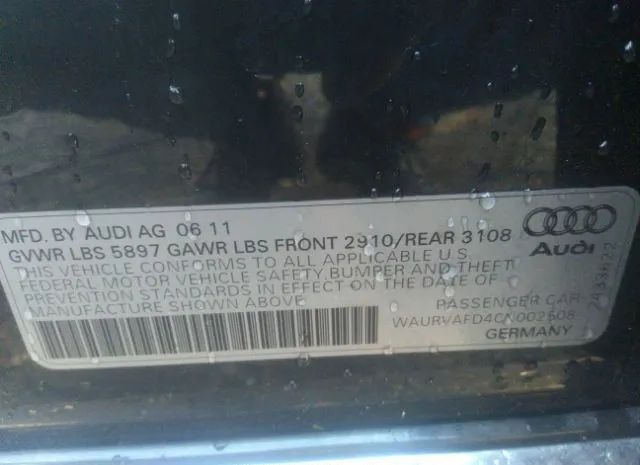 MFD. BY AUDI AG 06 11
GVWR LBS 5897 GAWR LBS FRONT 2910/REAR 3108
THIS VEHICLE CONFORMS TO ALL APPLICABLE U S
FEDERAL MOTOR VEHICLE SAFETY, BUMPER AND THEFT
PREVENTION STANDARDS IN EFFECT ON THE DATE OF
MANUFACTURE SHOWN ABOVE
Audi
PASSENGER CAR
WAURVAFD4CN002508
GERMANY